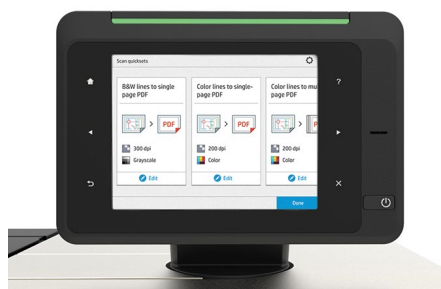 Scan quicksets
B&W lines to single
page PDF
PDF
300 dpi
Grayscale
Edit
Color lines to single-
page PDF
PDF
200 dpi
Color
Edit
Color lines to mu
page PDF
P
200 dpi
Color
Edit
Done
?